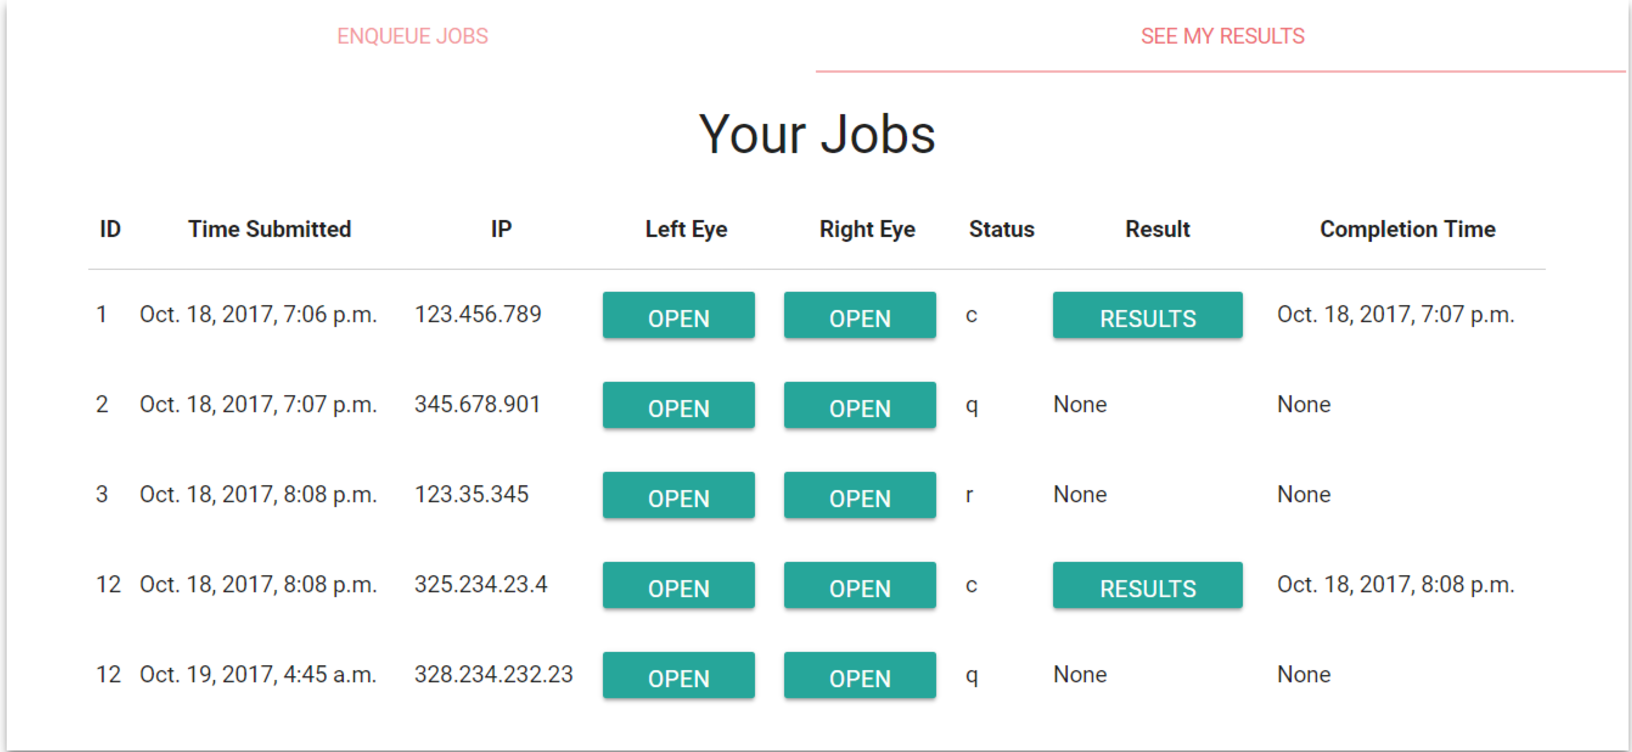 ENQUEUE JOBS SEE MY RESULTS
Your Jobs
ID Time Submitted IP Left Eye Right Eye Status Result Completion Time
1 Oct. 18, 2017, 7:06 p.m. 123.456.789 OPEN OPEN c RESULTS Oct. 18, 2017, 7:07 p.m.
2 Oct. 18, 2017, 7:07 p.m. 345.678.901 OPEN OPEN q None None
3 Oct. 18, 2017, 8:08 p.m. 123.35.345 OPEN OPEN r None None
12 Oct. 18, 2017, 8:08 p.m. 325.234.23.4 OPEN OPEN c RESULTS Oct. 18, 2017, 8:08 p.m.
12 Oct. 19, 2017, 4:45 a.m. 328.234.232.23 OPEN OPEN q None None